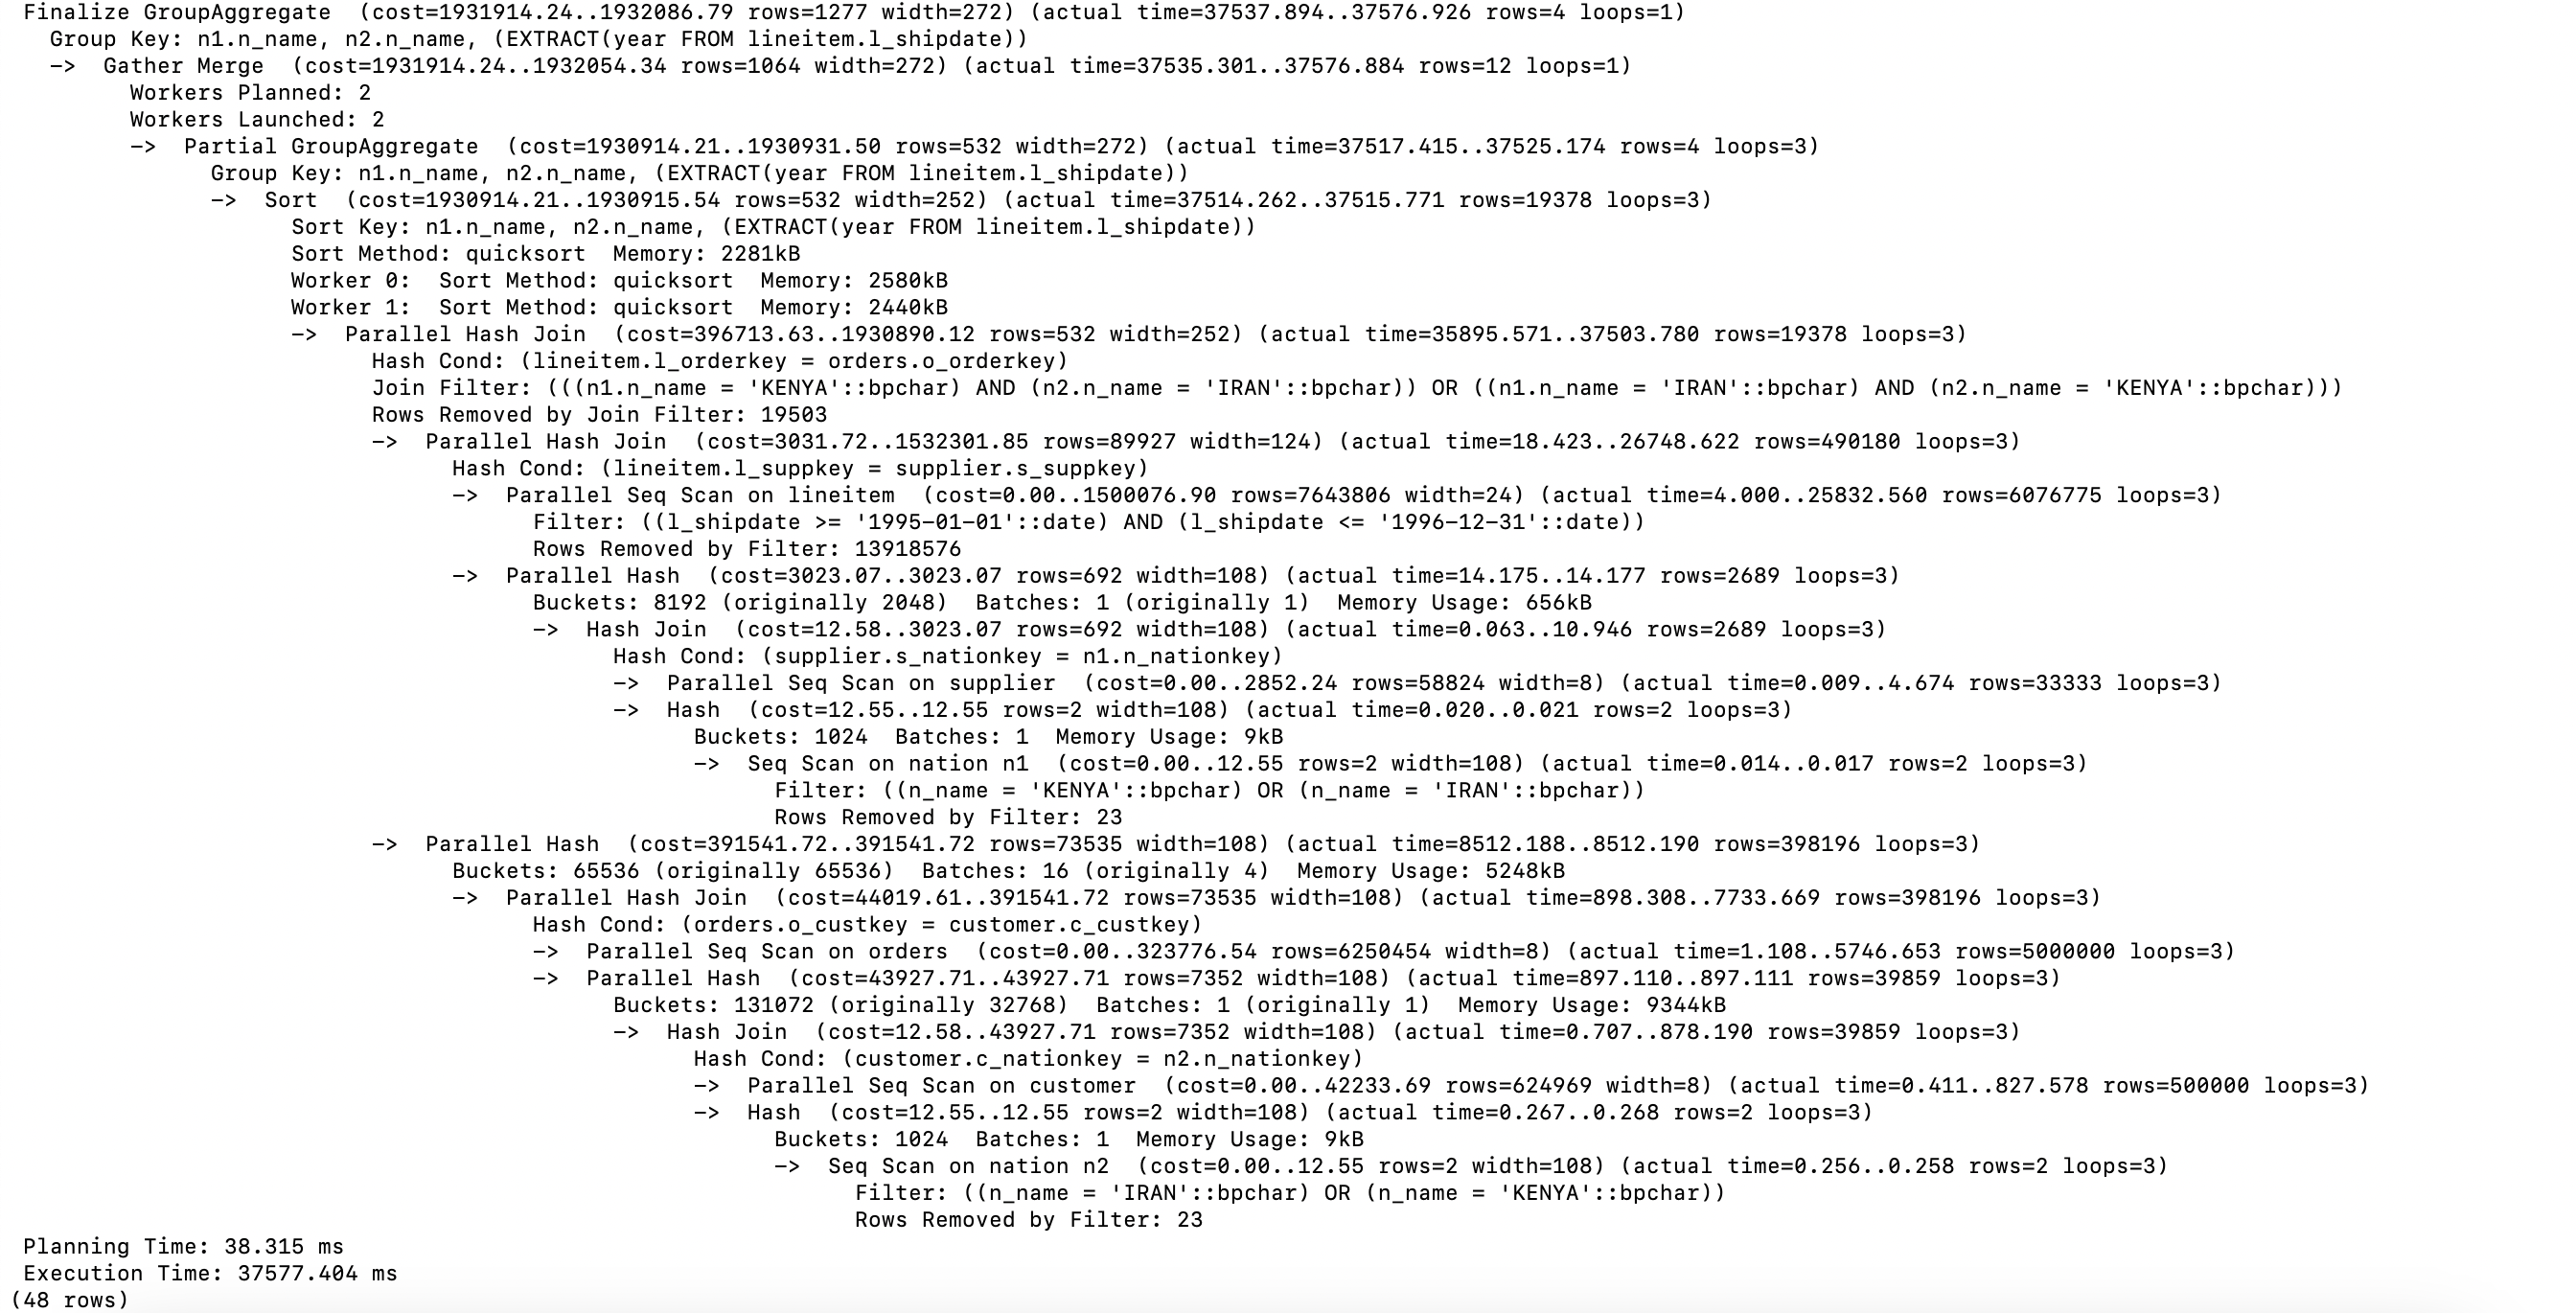 Finalize GroupAggregate  (cost=1931914.24..1932086.79 rows=1277 width=272) (actual time=37537.894..37576.926 rows=4 loops=1)
  Group Key: n1.n_name, n2.n_name, (EXTRACT(year FROM lineitem.l_shipdate))
  ->  Gather Merge  (cost=1931914.24..1932054.34 rows=1064 width=272) (actual time=37535.301..37576.884 rows=12 loops=1)
        Workers Planned: 2
        Workers Launched: 2
        ->  Partial GroupAggregate  (cost=1930914.21..1930931.50 rows=532 width=272) (actual time=37517.415..37525.174 rows=4 loops=3)
              Group Key: n1.n_name, n2.n_name, (EXTRACT(year FROM lineitem.l_shipdate))
              ->  Sort  (cost=1930914.21..1930915.54 rows=532 width=252) (actual time=37514.262..37515.771 rows=19378 loops=3)
                    Sort Key: n1.n_name, n2.n_name, (EXTRACT(year FROM lineitem.l_shipdate))
                    Sort Method: quicksort  Memory: 2281kB
                    Worker 0:  Sort Method: quicksort  Memory: 2580kB
                    Worker 1:  Sort Method: quicksort  Memory: 2440kB
                    ->  Parallel Hash Join  (cost=396713.63..1930890.12 rows=532 width=252) (actual time=35895.571..37503.780 rows=19378 loops=3)
                          Hash Cond: (lineitem.l_orderkey = orders.o_orderkey)
                          Join Filter: (((n1.n_name = 'KENYA'::bpchar) AND (n2.n_name = 'IRAN'::bpchar)) OR ((n1.n_name = 'IRAN'::bpchar) AND (n2.n_name = 'KENYA'::bpchar)))
                          Rows Removed by Join Filter: 19503
                          ->  Parallel Hash Join  (cost=3031.72..1532301.85 rows=89927 width=124) (actual time=18.423..26748.622 rows=490180 loops=3)
                                Hash Cond: (lineitem.l_suppkey = supplier.s_suppkey)
                                ->  Parallel Seq Scan on lineitem  (cost=0.00..1500076.90 rows=7643806 width=24) (actual time=4.000..25832.560 rows=6076775 loops=3)
                                      Filter: ((l_shipdate >= '1995-01-01'::date) AND (l_shipdate <= '1996-12-31'::date))
                                      Rows Removed by Filter: 13918576
                                ->  Parallel Hash  (cost=3023.07..3023.07 rows=692 width=108) (actual time=14.175..14.177 rows=2689 loops=3)
                                      Buckets: 8192 (originally 2048)  Batches: 1 (originally 1)  Memory Usage: 656kB
                                      ->  Hash Join  (cost=12.58..3023.07 rows=692 width=108) (actual time=0.063..10.946 rows=2689 loops=3)
                                            Hash Cond: (supplier.s_nationkey = n1.n_nationkey)
                                            ->  Parallel Seq Scan on supplier  (cost=0.00..2852.24 rows=58824 width=8) (actual time=0.009..4.674 rows=33333 loops=3)
                                            ->  Hash  (cost=12.55..12.55 rows=2 width=108) (actual time=0.020..0.021 rows=2 loops=3)
                                                  Buckets: 1024  Batches: 1  Memory Usage: 9kB
                                                  ->  Seq Scan on nation n1  (cost=0.00..12.55 rows=2 width=108) (actual time=0.014..0.017 rows=2 loops=3)
                                                        Filter: ((n_name = 'KENYA'::bpchar) OR (n_name = 'IRAN'::bpchar))
                                                        Rows Removed by Filter: 23
                          ->  Parallel Hash  (cost=391541.72..391541.72 rows=73535 width=108) (actual time=8512.188..8512.190 rows=398196 loops=3)
                                Buckets: 65536 (originally 65536)  Batches: 16 (originally 4)  Memory Usage: 5248kB
                                ->  Parallel Hash Join  (cost=44019.61..391541.72 rows=73535 width=108) (actual time=898.308..7733.669 rows=398196 loops=3)
                                      Hash Cond: (orders.o_custkey = customer.c_custkey)
                                      ->  Parallel Seq Scan on orders  (cost=0.00..323776.54 rows=6250454 width=8) (actual time=1.108..5746.653 rows=5000000 loops=3)
                                      ->  Parallel Hash  (cost=43927.71..43927.71 rows=7352 width=108) (actual time=897.110..897.111 rows=39859 loops=3)
                                            Buckets: 131072 (originally 32768)  Batches: 1 (originally 1)  Memory Usage: 9344kB
                                            ->  Hash Join  (cost=12.58..43927.71 rows=7352 width=108) (actual time=0.707..878.190 rows=39859 loops=3)
                                                  Hash Cond: (customer.c_nationkey = n2.n_nationkey)
                                                  ->  Parallel Seq Scan on customer  (cost=0.00..42233.69 rows=624969 width=8) (actual time=0.411..827.578 rows=500000 loops=3)
                                                  ->  Hash  (cost=12.55..12.55 rows=2 width=108) (actual time=0.267..0.268 rows=2 loops=3)
                                                        Buckets: 1024  Batches: 1  Memory Usage: 9kB
                                                        ->  Seq Scan on nation n2  (cost=0.00..12.55 rows=2 width=108) (actual time=0.256..0.258 rows=2 loops=3)
                                                              Filter: ((n_name = 'IRAN'::bpchar) OR (n_name = 'KENYA'::bpchar))
                                                              Rows Removed by Filter: 23
Planning Time: 38.315 ms
Execution Time: 37577.404 ms
(48 rows)